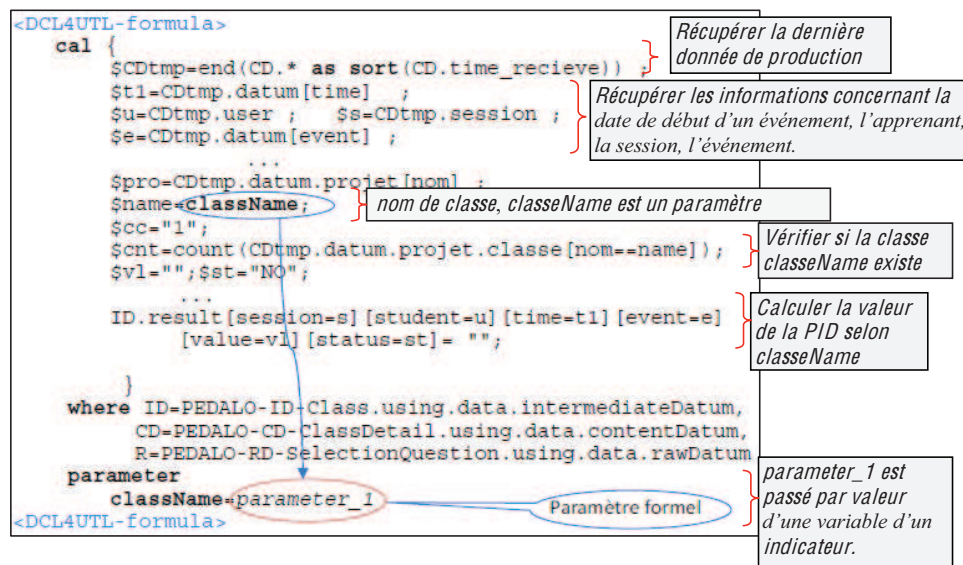 <DCL4UTL-formula>
cal {
$CDtmp=end(CD.* as sort(CD.time_recieve)) ;
Récupérer la dernière
donnée de production
$t1=CDtmp.datum[time] ;
$u=CDtmp.user ; $s=CDtmp.session ;
$e=CDtmp.datum[event] ;
Récupérer les informations concernant la
date de début d'un événement, l'apprenant,
la session, l'événement.
...
$pro=CDtmp.datum.projet[nom] ;
$name=className;
nom de classe, classeName est un paramètre
$cc="1";
$cnt=count(CDtmp.datum.projet.classe[nom==name]);
Vérifier si la classe
classeName existe
$vl="";$st="NO";
...
ID.result[session=s][student=u][time=t1][event=e]
[value=vl][status=st]= "";
Calculer la valeur
de la PID selon
classeName
}
where ID=PEDALO-ID-Class.using.data.intermediateDatum,
CD=PEDALO-CD-ClassDetail.using.data.contentDatum,
R=PEDALO-RD-SelectionQuestion.using.data.rawDatum
parameter
className=parameter_1
Paramètre formel
parameter_1 est
passé par valeur
d'une variable d'un
indicateur.
<DCL4UTL-formula>